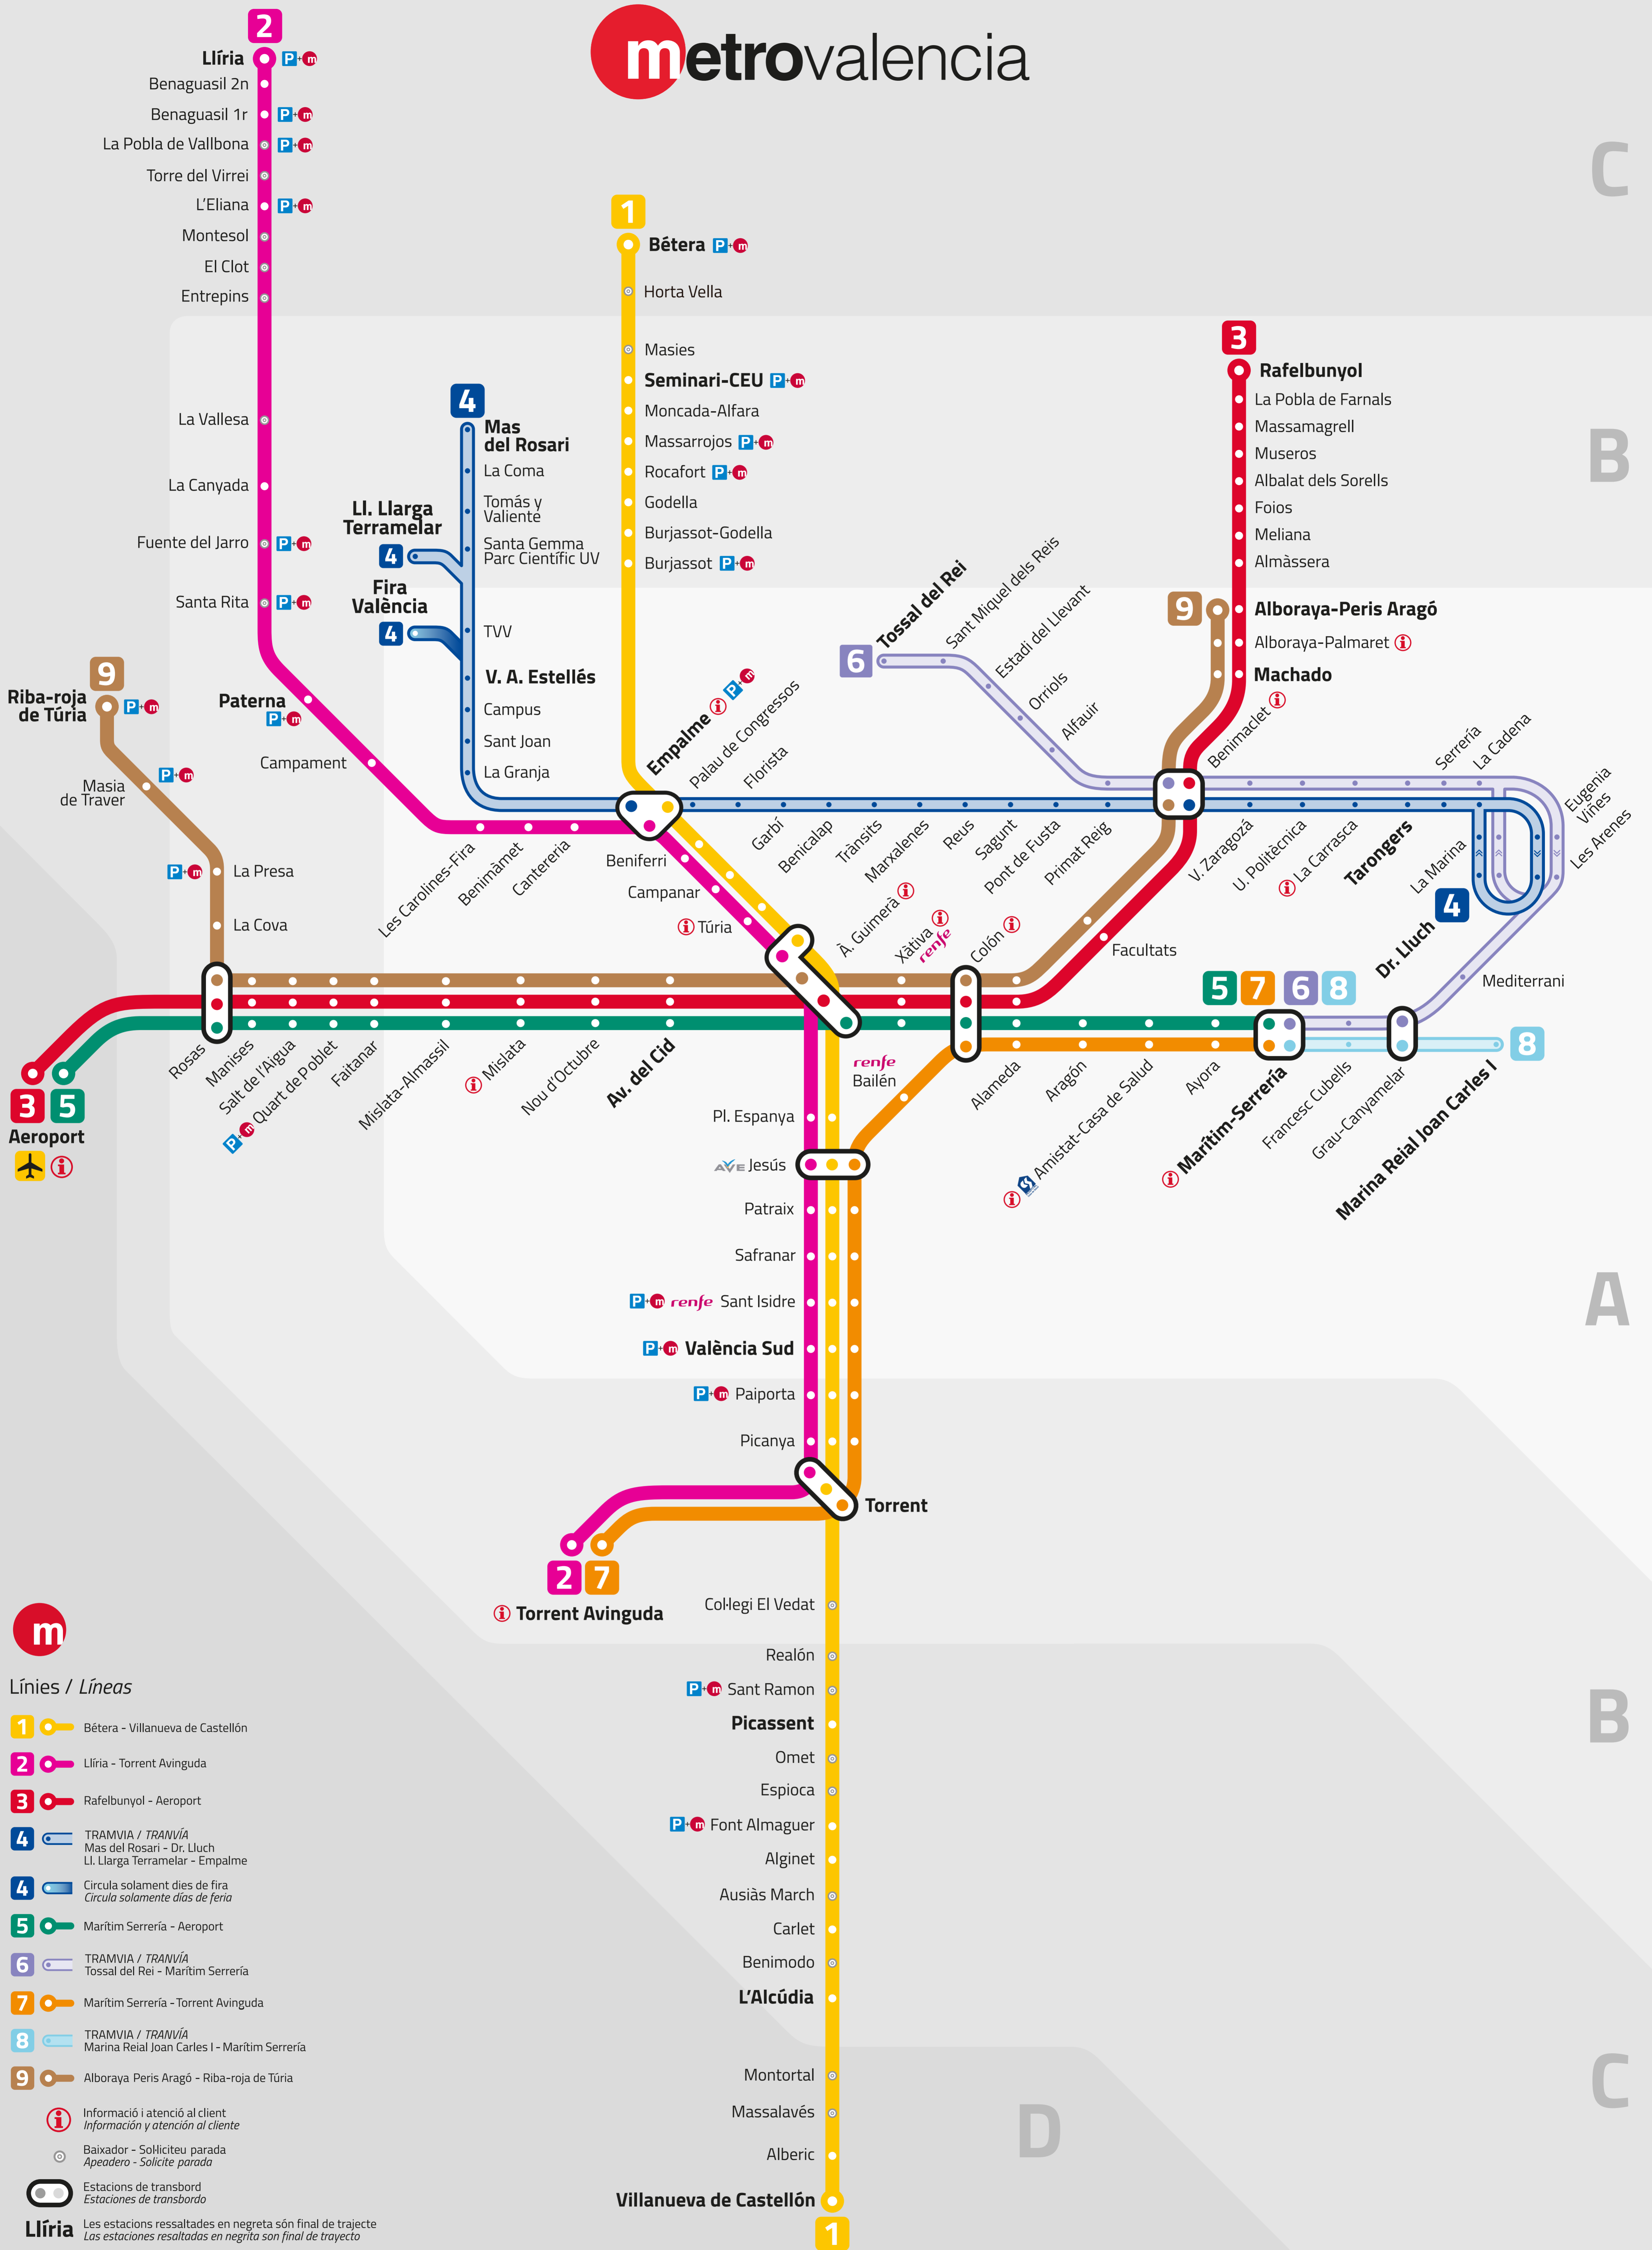 metrovalencia
2
Llíria P+m
Benaguasil 2n
Benaguasil 1r P+m
La Pobla de Vallbona P+m
Torre del Virrei
L'Eliana P+m
Montesol
El Clot
Entrepins
La Vallesa
La Canyada
Fuente del Jarro P+m
Santa Rita P+m
Paterna
P+m
Campament
Les Carolines-Fira
Benimàmet
Cantereria
1
Bétera P+m
Horta Vella
Masies
Seminari-CEU P+m
Moncada-Alfara
Massarrojos P+m
Rocafort P+m
Godella
Burjassot-Godella
Burjassot P+m
4
Mas
del Rosari
La Coma
Tomás y
Valiente
Santa Gemma
Parc Científic UV
Ll. Llarga
Terramelar
4
Fira
València
4
TVV
V. A. Estellés
Campus
Sant Joan
La Granja
Empalme i P+m
Palau de Congressos
Florista
Garbí
Benicalap
Trànsits
Marxalenes
Reus
Sagunt
Pont de Fusta
Primat Reig
Benimaclet i
V. Zaragozá
U. Politècnica
i La Carrasca
Tarongers
Serrería
La Cadena
Eugenia
Viñes
Les Arenes
La Marina
4
Dr. Lluch
Mediterrani
6
Tossal del Rei
Sant Miquel dels Reis
Estadi del Llevant
Orriols
Alfauir
3
Rafelbunyol
La Pobla de Farnals
Massamagrell
Museros
Albalat dels Sorells
Foios
Meliana
Almàssera
9
Alboraya-Peris Aragó
Alboraya-Palmaret i
Machado
9
Riba-roja
de Túria P+m
Masia
de Traver P+m
P+m La Presa
La Cova
Beniferri
Campanar
i Túria
À. Guimerà i
Xàtiva i
renfe
Colón i
Facultats
3 5
Aeroport
i
Rosas
Manises
Salt de l'Aigua
P+m Quart de Poblet
Faitanar
Mislata-Almassil
i Mislata
Nou d'Octubre
Av. del Cid
5 7 6 8
Alameda
Aragón
i Amistat-Casa de Salud
Ayora
i Marítim-Serrería
Francesc Cubells
Grau-Canyamelar
Marina Reial Joan Carles I
8
renfe
Bailén
Pl. Espanya
AVE Jesús
Patraix
Safranar
P+m renfe Sant Isidre
P+m València Sud
P+m Paiporta
Picanya
Torrent
2 7
i Torrent Avinguda
Col·legi El Vedat
Realón
P+m Sant Ramon
Picassent
Omet
Espioca
P+m Font Almaguer
Alginet
Ausiàs March
Carlet
Benimodo
L'Alcúdia
Montortal
Massalavés
Alberic
Villanueva de Castellón
1
C
B
A
B
C
D
m
Línies / Líneas
1 Bétera - Villanueva de Castellón
2 Llíria - Torrent Avinguda
3 Rafelbunyol - Aeroport
4 TRAMVIA / TRANVÍA
Mas del Rosari - Dr. Lluch
Ll. Llarga Terramelar - Empalme
4 Circula solament dies de fira
Circula solamente días de feria
5 Marítim Serrería - Aeroport
6 TRAMVIA / TRANVÍA
Tossal del Rei - Marítim Serrería
7 Marítim Serrería - Torrent Avinguda
8 TRAMVIA / TRANVÍA
Marina Reial Joan Carles I - Marítim Serrería
9 Alboraya Peris Aragó - Riba-roja de Túria
i Informació i atenció al client
Información y atención al cliente
Baixador - Sol·liciteu parada
Apeadero - Solicite parada
Estacions de transbord
Estaciones de transbordo
Llíria Les estacions ressaltades en negreta són final de trajecte
Las estaciones resaltadas en negrita son final de trayecto